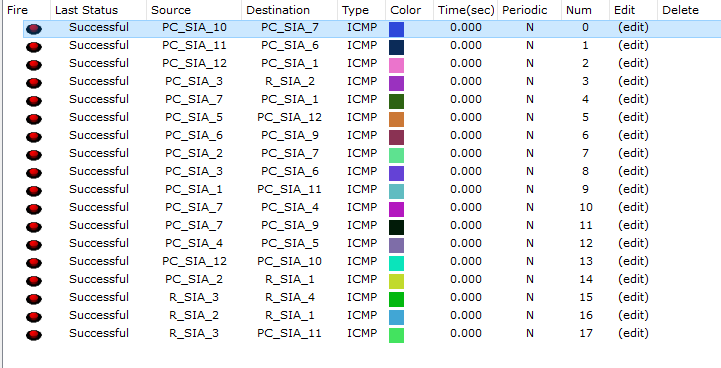 Fire Last Status Source Destination Type Color Time(sec) Periodic Num Edit Delete
Successful PC_SIA_10 PC_SIA_7 ICMP 0.000 N 0 (edit)
Successful PC_SIA_11 PC_SIA_6 ICMP 0.000 N 1 (edit)
Successful PC_SIA_12 PC_SIA_1 ICMP 0.000 N 2 (edit)
Successful PC_SIA_3 R_SIA_2 ICMP 0.000 N 3 (edit)
Successful PC_SIA_7 PC_SIA_1 ICMP 0.000 N 4 (edit)
Successful PC_SIA_5 PC_SIA_12 ICMP 0.000 N 5 (edit)
Successful PC_SIA_6 PC_SIA_9 ICMP 0.000 N 6 (edit)
Successful PC_SIA_2 PC_SIA_7 ICMP 0.000 N 7 (edit)
Successful PC_SIA_3 PC_SIA_6 ICMP 0.000 N 8 (edit)
Successful PC_SIA_1 PC_SIA_11 ICMP 0.000 N 9 (edit)
Successful PC_SIA_7 PC_SIA_4 ICMP 0.000 N 10 (edit)
Successful PC_SIA_7 PC_SIA_9 ICMP 0.000 N 11 (edit)
Successful PC_SIA_4 PC_SIA_5 ICMP 0.000 N 12 (edit)
Successful PC_SIA_12 PC_SIA_10 ICMP 0.000 N 13 (edit)
Successful PC_SIA_2 R_SIA_1 ICMP 0.000 N 14 (edit)
Successful R_SIA_3 R_SIA_4 ICMP 0.000 N 15 (edit)
Successful R_SIA_2 R_SIA_1 ICMP 0.000 N 16 (edit)
Successful R_SIA_3 PC_SIA_11 ICMP 0.000 N 17 (edit)